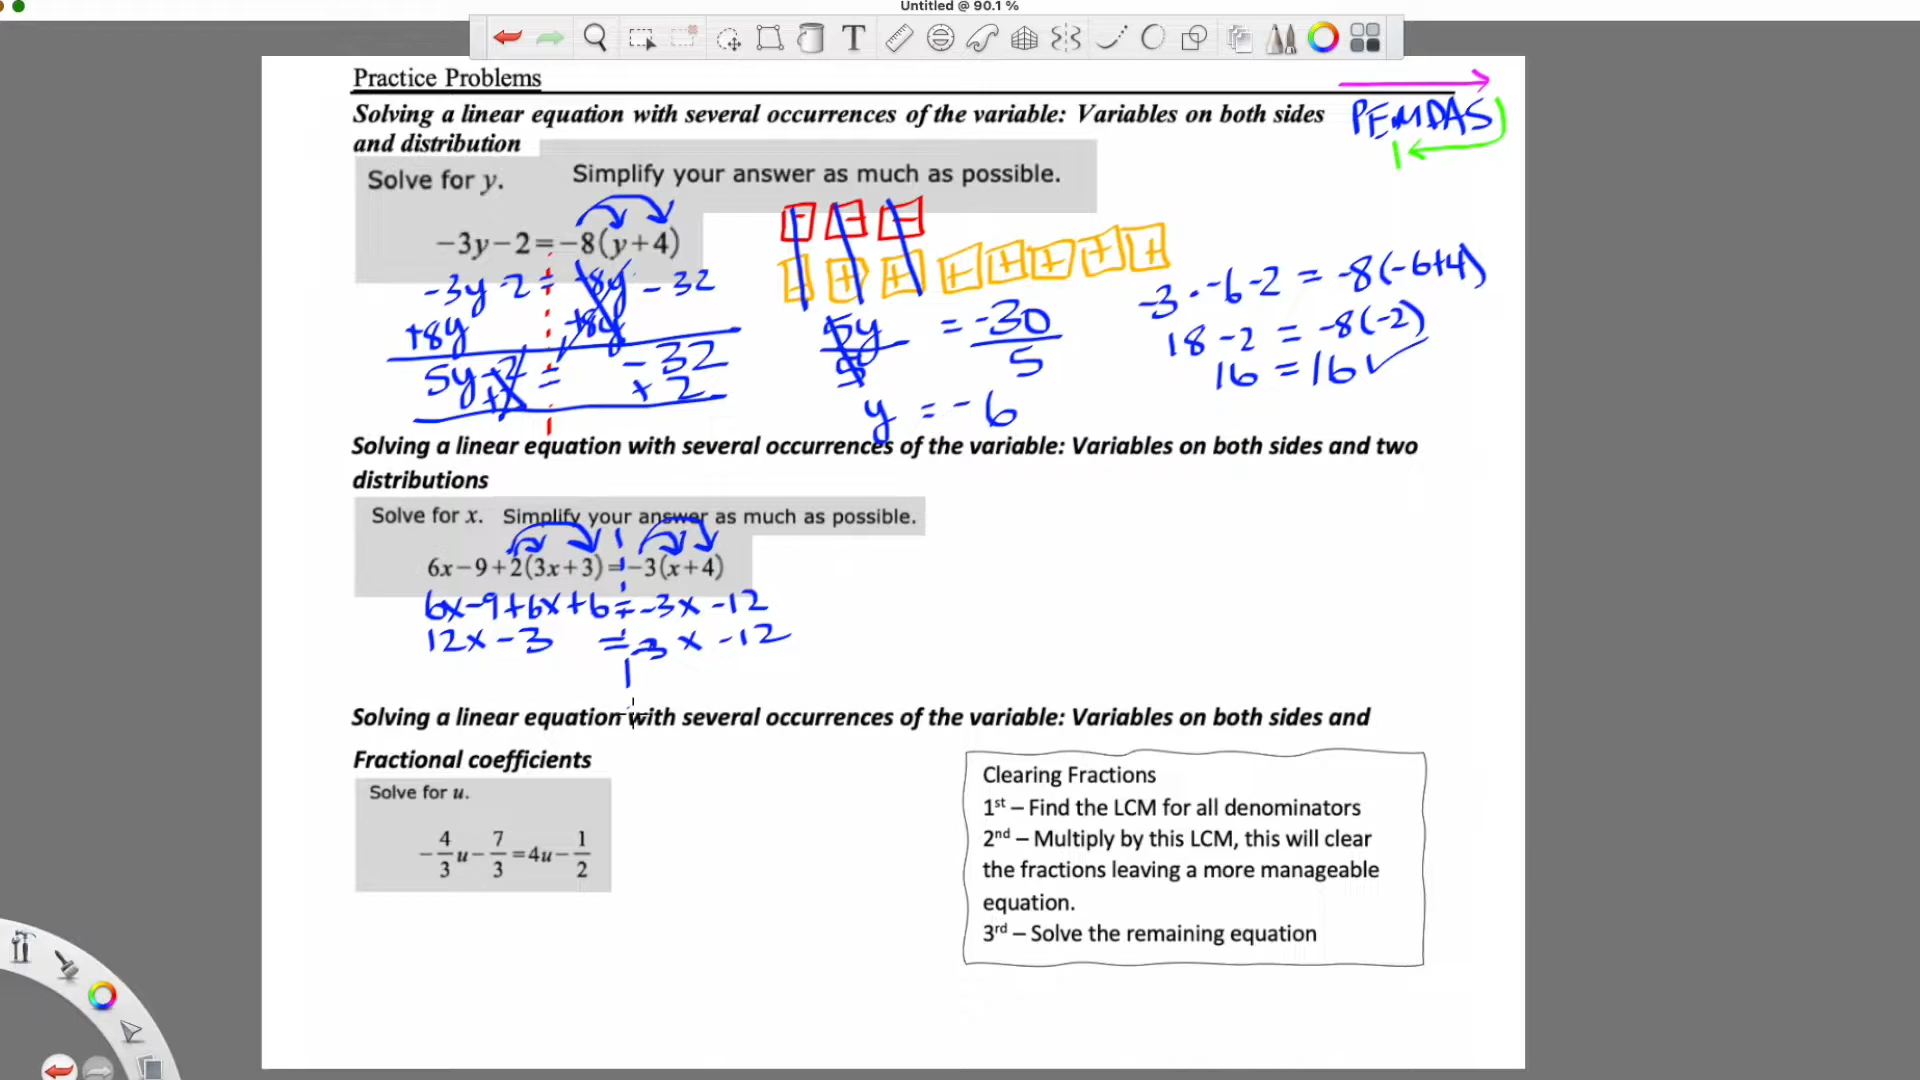 Untitled @ 90.1 %
Practice Problems
Solving a linear equation with several occurrences of the variable: Variables on both sides
and distribution
PEMDAS
Solve for y. Simplify your answer as much as possible.
−3y−2=−8(y+4)
-3y-2 = -8y - 32
+8y +8y
5y-2 = -32
+2 + 2
5y = -30
5 5
y = -6
-3 · -6 -2 = -8(-6+4)
18 -2 = -8(-2)
16 = 16 ✓
Solving a linear equation with several occurrences of the variable: Variables on both sides and two
distributions
Solve for x. Simplify your answer as much as possible.
6x−9+2(3x+3)=−3(x+4)
6x-9+6x+6=-3x-12
12x-3 =-3x-12
Solving a linear equation with several occurrences of the variable: Variables on both sides and
Fractional coefficients
Solve for u.
−4/3u−7/3=4u−1/2
Clearing Fractions
1st – Find the LCM for all denominators
2nd – Multiply by this LCM, this will clear
the fractions leaving a more manageable
equation.
3rd – Solve the remaining equation